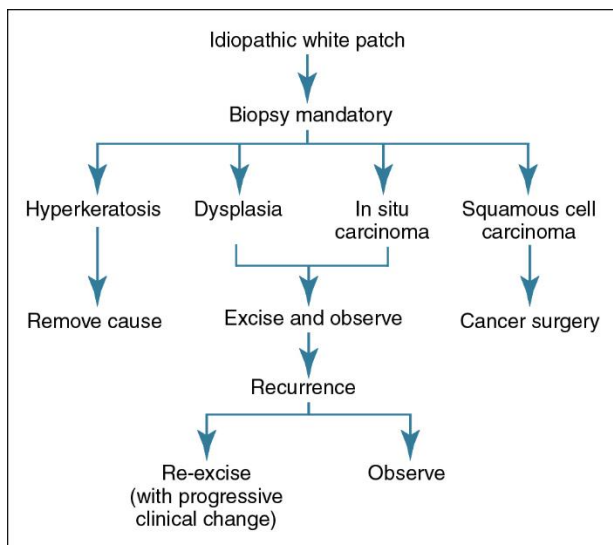 Idiopathic white patch
Biopsy mandatory
Hyperkeratosis
Dysplasia
In situ
carcinoma
Squamous cell
carcinoma
Remove cause
Excise and observe
Cancer surgery
Recurrence
Re-excise
(with progressive
clinical change)
Observe